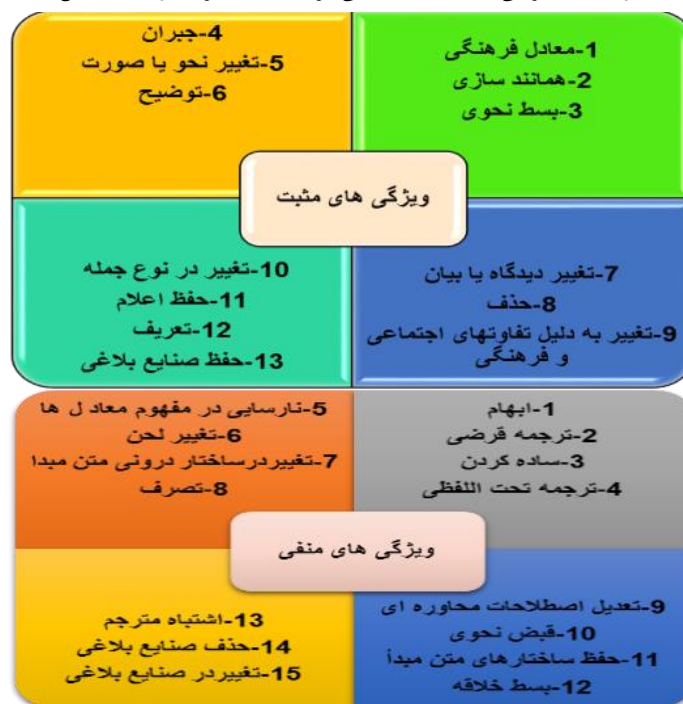 1-معادل فرهنگی
2-همانند سازی
3-بسط نحوی
4-جبران
5-تغییر نحو یا صورت
6-توضیح
ویژگی های مثبت
7-تغییر دیدگاه یا بیان
8-حذف
9-تغییر به دلیل تفاوتهای اجتماعی
و فرهنگی
10-تغییر در نوع جمله
11-حفظ اعلام
12-تعریف
13-حفظ صنایع بلاغی
1-ابهام
2-ترجمه قرضی
3-ساده کردن
4-ترجمه تحت اللفظی
5-نارسایی در مفهوم معاد ل ها
6-تغییر لحن
7-تغییردرساختار درونی متن مبدا
8-تصرف
ویژگی های منفی
9-تعدیل اصطلاحات محاوره ای
10-قبض نحوی
11-حفظ ساختار های متن مبدأ
12-بسط خلاقه
13-اشتباه مترجم
14-حذف صنایع بلاغی
15-تغییردر صنایع بلاغی